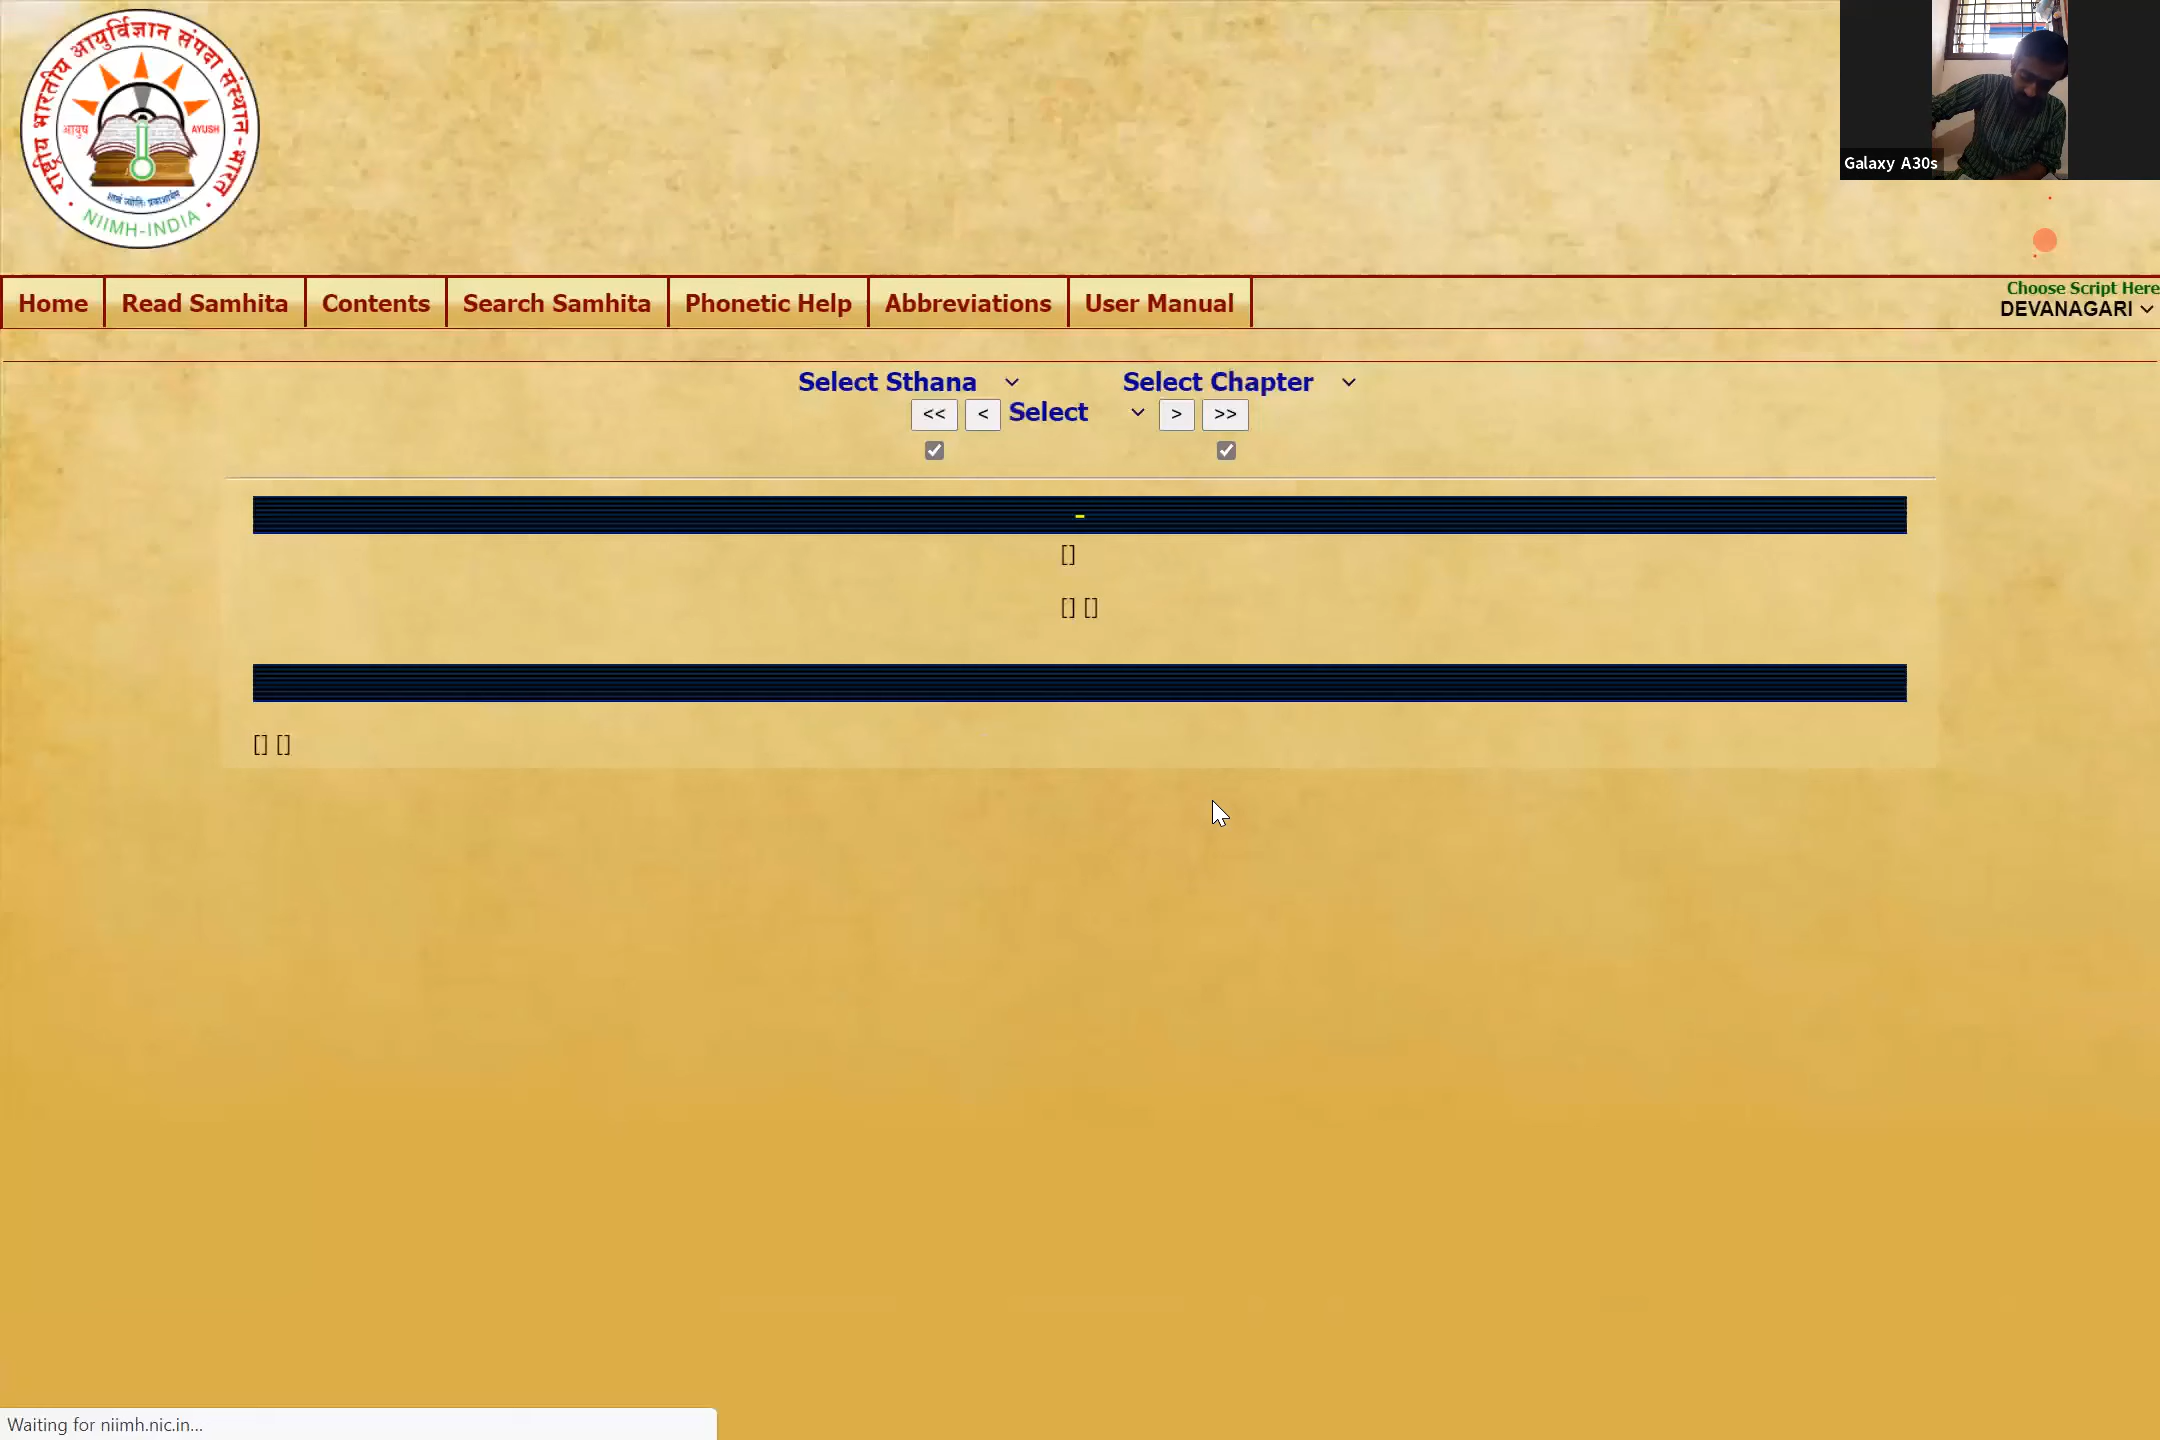 राष्ट्रीय भारतीय आयुर्विज्ञान संपदा संस्थान-भारत
आयुष
AYUSH
NIIMH-INDIA
Galaxy A30s
Home
Read Samhita
Contents
Search Samhita
Phonetic Help
Abbreviations
User Manual
Choose Script Here
DEVANAGARI
Select Sthana
Select Chapter
<< < Select > >>
-
[]
[] []
[] []
Waiting for niimh.nic.in...